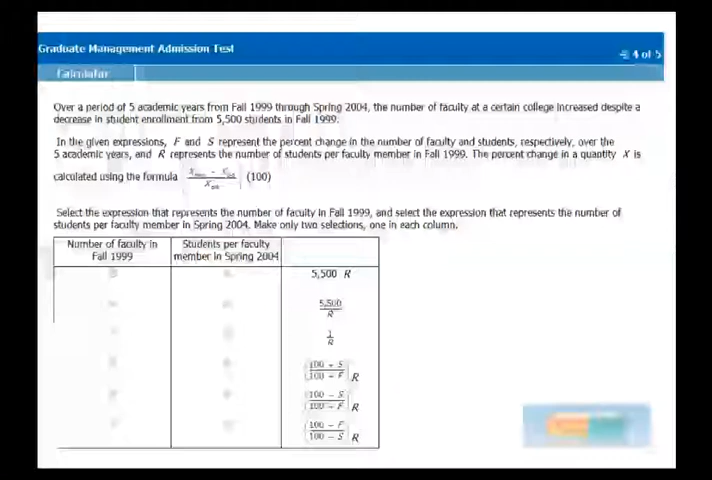 Graduate Management Admission Test
4 of 5
Calculator
Over a period of 5 academic years from Fall 1999 through Spring 2004, the number of faculty at a certain college increased despite a
decrease in student enrollment from 5,500 students in Fall 1999.
In the given expressions, F and S represent the percent change in the number of faculty and students, respectively, over the
5 academic years, and R represents the number of students per faculty member in Fall 1999. The percent change in a quantity X is
calculated using the formula (100)
Select the expression that represents the number of faculty in Fall 1999, and select the expression that represents the number of
students per faculty member in Spring 2004. Make only two selections, one in each column.
Number of faculty in Students per faculty
Fall 1999 member in Spring 2004
5,500 R
5,500
R
1
R
100 S
100 F R
100 S
100 F R
100 F
100 S R